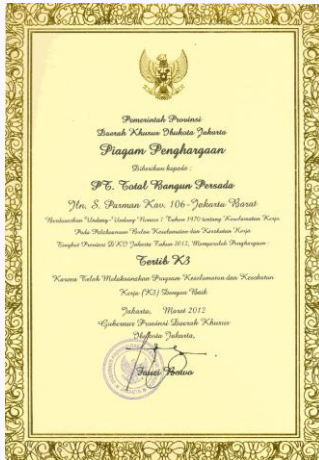 Pemerintah Provinsi
Daerah Khusus Ibukota Jakarta
Piagam Penghargaan
Diberikan kepada :
PT. Total Bangun Persada
Jln. S. Parman Kav. 106-Jakarta Barat
Berdasarkan Undang-Undang Nomor 1 Tahun 1970 tentang Keselamatan Kerja
Pada Pelaksanaan Bulan Keselamatan dan Kesehatan Kerja
Tingkat Provinsi DKI Jakarta Tahun 2012, Memperoleh Penghargaan :
Tertib K3
Karena Telah Melaksanakan Program Keselamatan dan Kesehatan
Kerja (K3) Dengan Baik
Jakarta, Maret 2012
Gubernur Provinsi Daerah Khusus
Ibukota Jakarta,
Fauzi Bowo